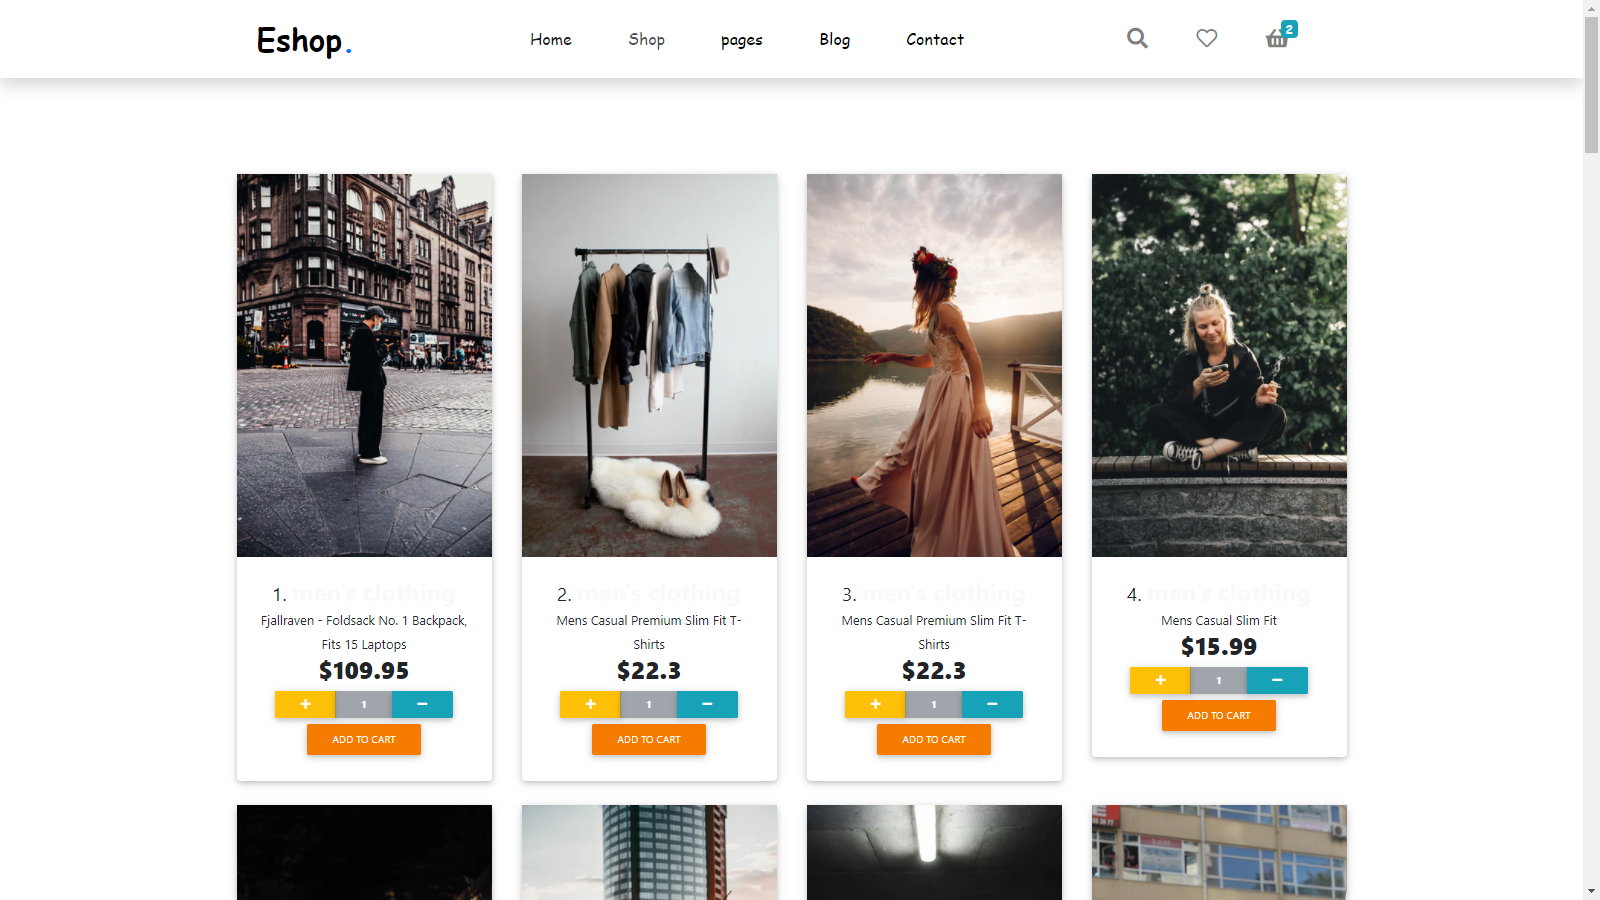 Eshop.
Home
Shop
pages
Blog
Contact
2
1. men's clothing
Fjallraven - Foldsack No. 1 Backpack,
Fits 15 Laptops
$109.95
+ 1 −
ADD TO CART
2. men's clothing
Mens Casual Premium Slim Fit T-
Shirts
$22.3
+ 1 −
ADD TO CART
3. men's clothing
Mens Casual Premium Slim Fit T-
Shirts
$22.3
+ 1 −
ADD TO CART
4. men's clothing
Mens Casual Slim Fit
$15.99
+ 1 −
ADD TO CART